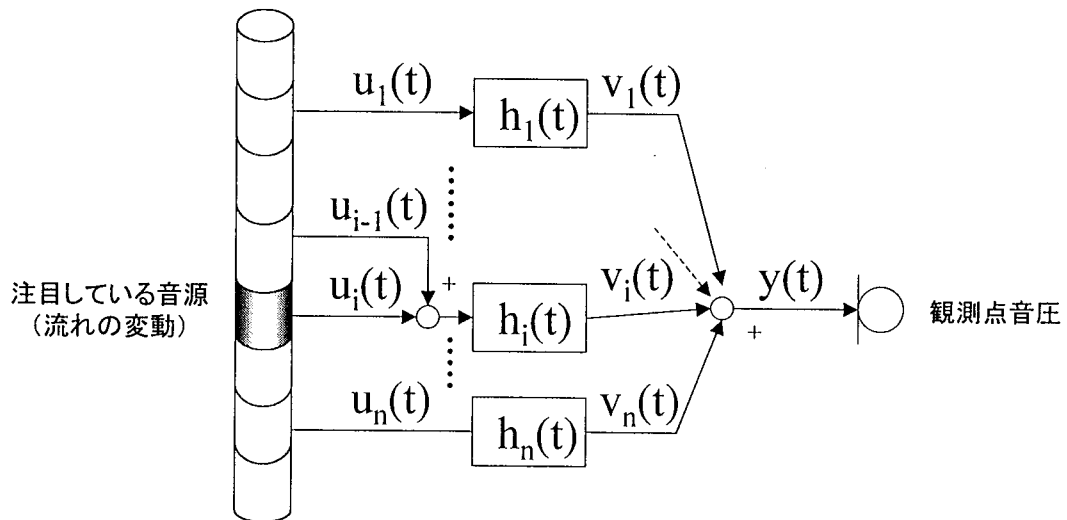 u1(t)
h1(t)
v1(t)
ui-1(t)
注目している音源
(流れの変動)
ui(t)
+
hi(t)
vi(t)
y(t)
+
観測点音圧
un(t)
hn(t)
vn(t)